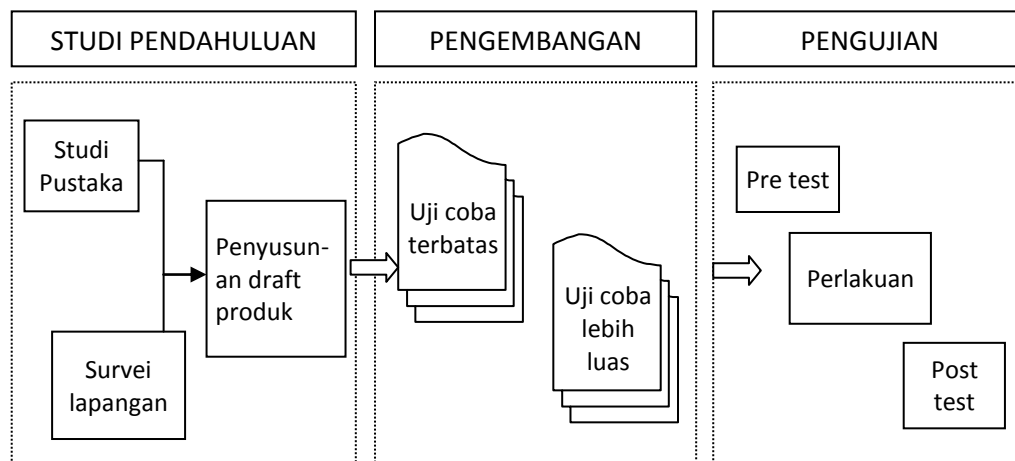 STUDI PENDAHULUAN
PENGEMBANGAN
PENGUJIAN
Studi
Pustaka
Penyusun-
an draft
produk
Survei
lapangan
Uji coba
terbatas
Uji coba
lebih
luas
Pre test
Perlakuan
Post
test